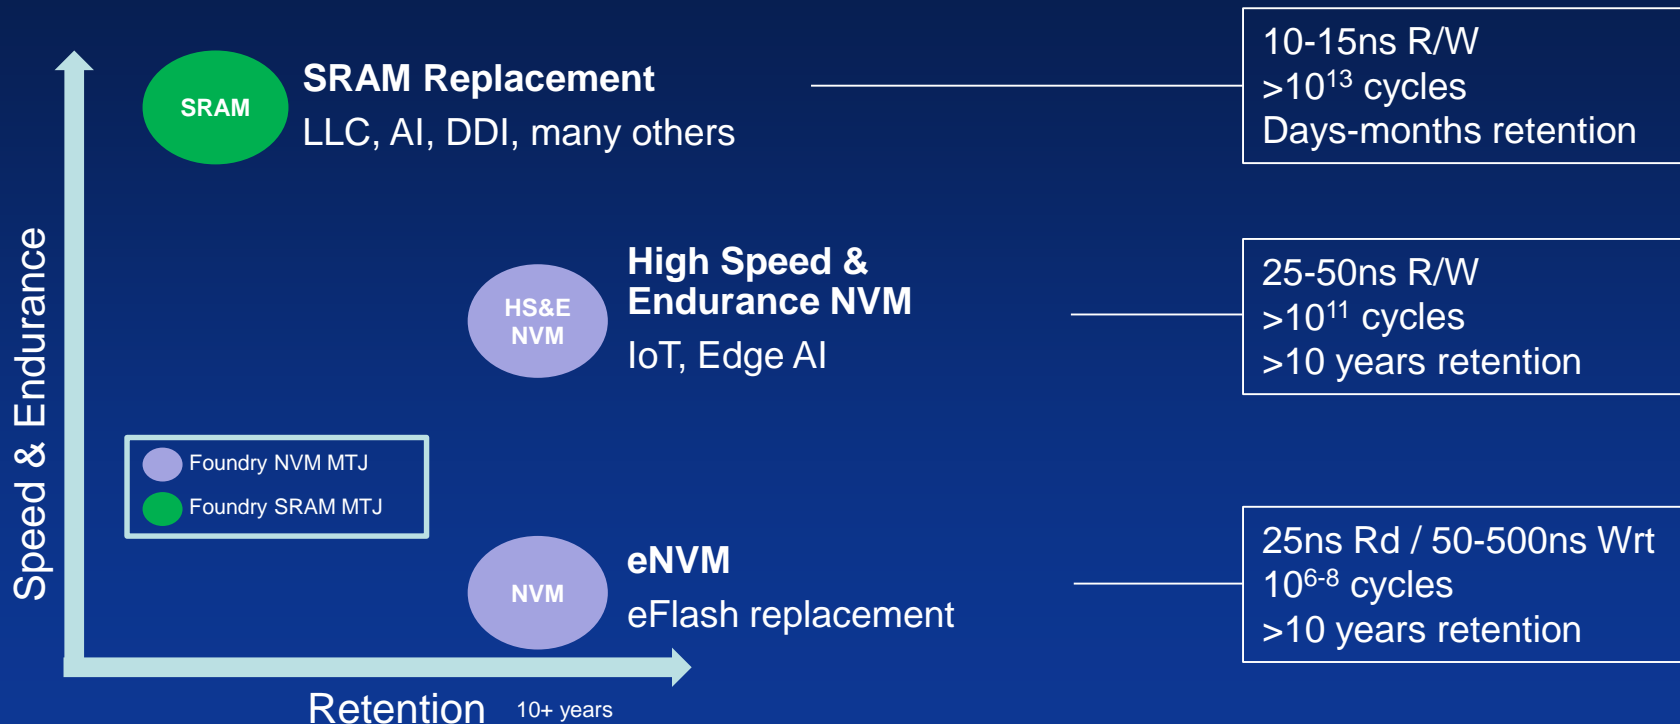 SRAM
SRAM Replacement
LLC, AI, DDI, many others
10-15ns R/W
>10¹³ cycles
Days-months retention
Speed & Endurance
HS&E
NVM
High Speed &
Endurance NVM
IoT, Edge AI
25-50ns R/W
>10¹¹ cycles
>10 years retention
Foundry NVM MTJ
Foundry SRAM MTJ
NVM
eNVM
eFlash replacement
25ns Rd / 50-500ns Wrt
10⁶⁻⁸ cycles
>10 years retention
Retention 10+ years